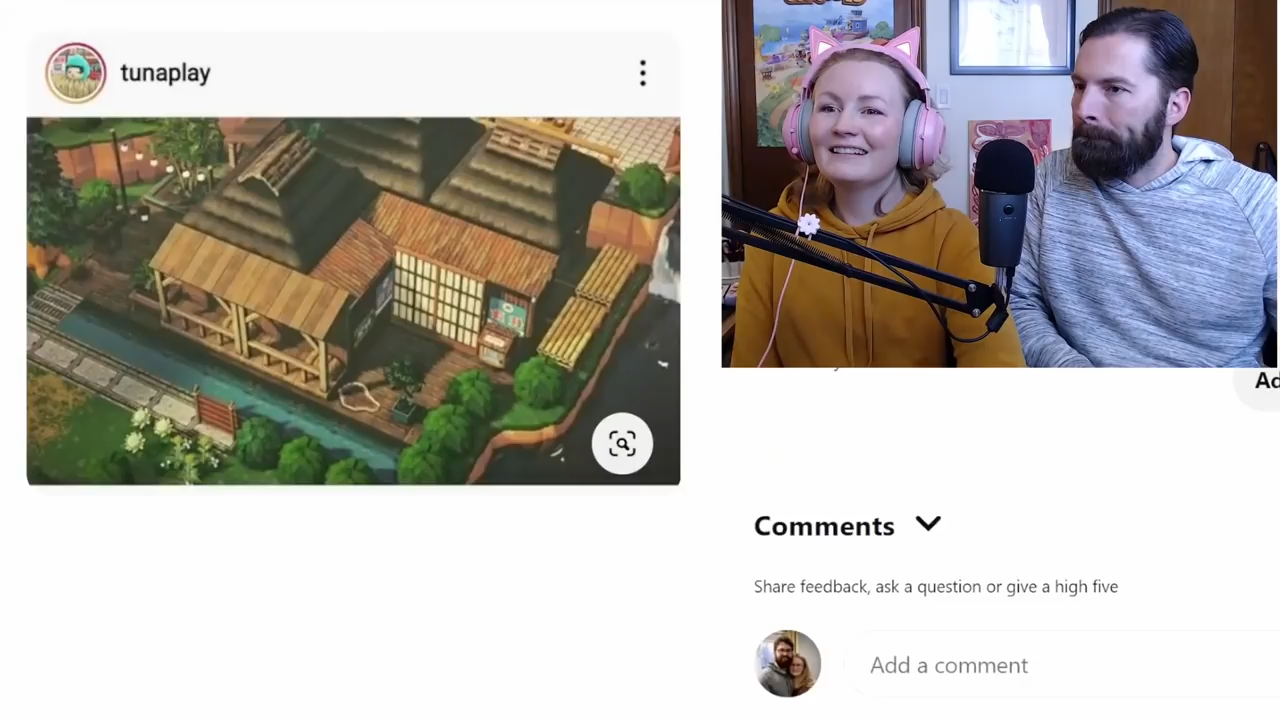 tunaplay
Ad
Comments
Share feedback, ask a question or give a high five
Add a comment